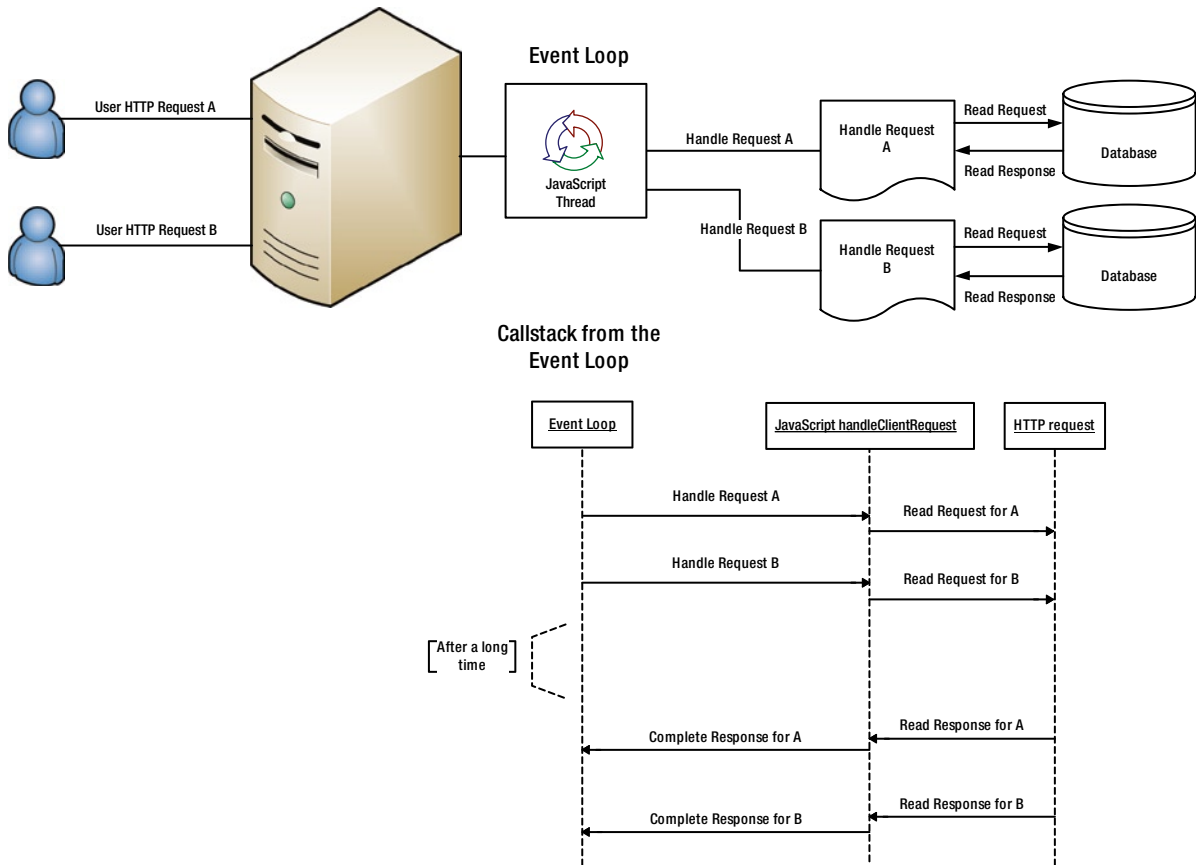 Event Loop
User HTTP Request A
User HTTP Request B
JavaScript
Thread
Handle Request A
Handle Request B
Handle Request
A
Read Request
Read Response
Database
Handle Request
B
Read Request
Read Response
Database
Callstack from the
Event Loop
Event Loop
JavaScript handleClientRequest
HTTP request
Handle Request A
Read Request for A
Handle Request B
Read Request for B
[After a long
time]
Read Response for A
Complete Response for A
Read Response for B
Complete Response for B